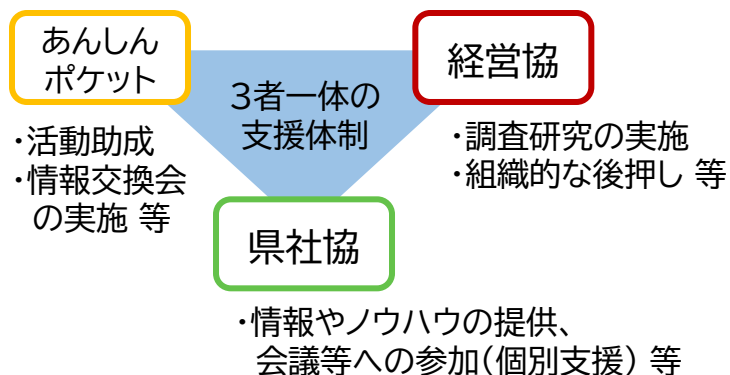 あんしん
ポケット
経営協
3者一体の
支援体制
・活動助成
・情報交換会
の実施 等
・調査研究の実施
・組織的な後押し 等
県社協
・情報やノウハウの提供、
会議等への参加(個別支援) 等